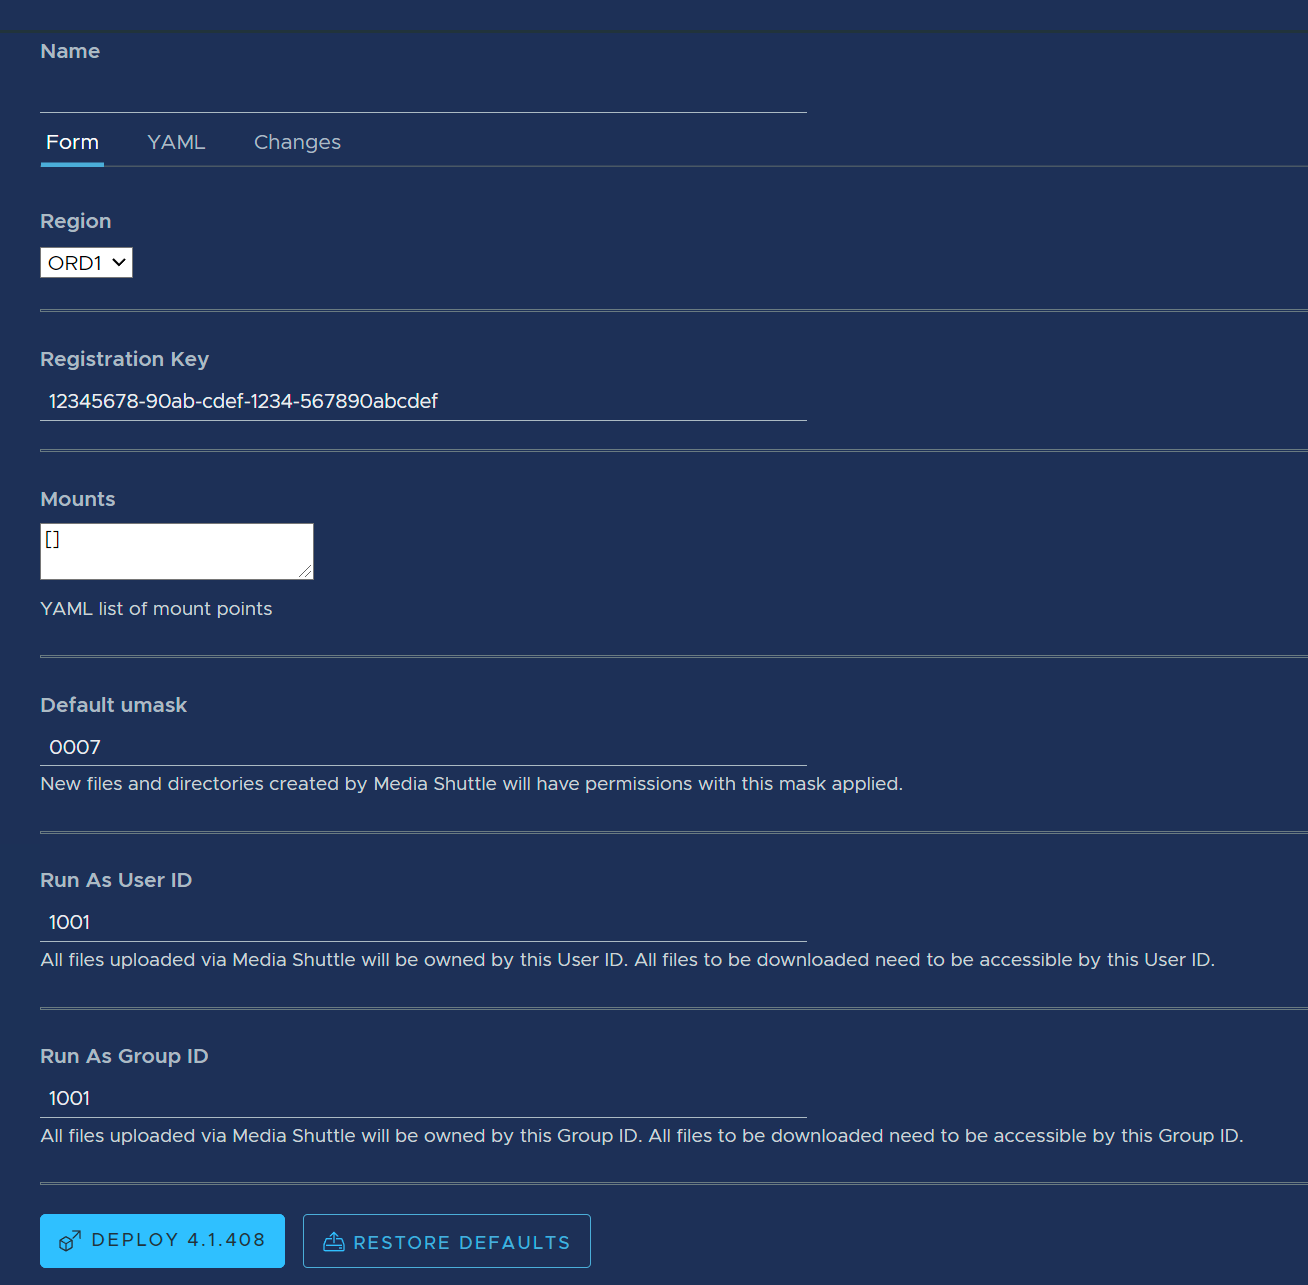 Name
Form YAML Changes
Region
ORD1
Registration Key
12345678-90ab-cdef-1234-567890abcdef
Mounts
[]
YAML list of mount points
Default umask
0007
New files and directories created by Media Shuttle will have permissions with this mask applied.
Run As User ID
1001
All files uploaded via Media Shuttle will be owned by this User ID. All files to be downloaded need to be accessible by this User ID.
Run As Group ID
1001
All files uploaded via Media Shuttle will be owned by this Group ID. All files to be downloaded need to be accessible by this Group ID.
DEPLOY 4.1.408 RESTORE DEFAULTS